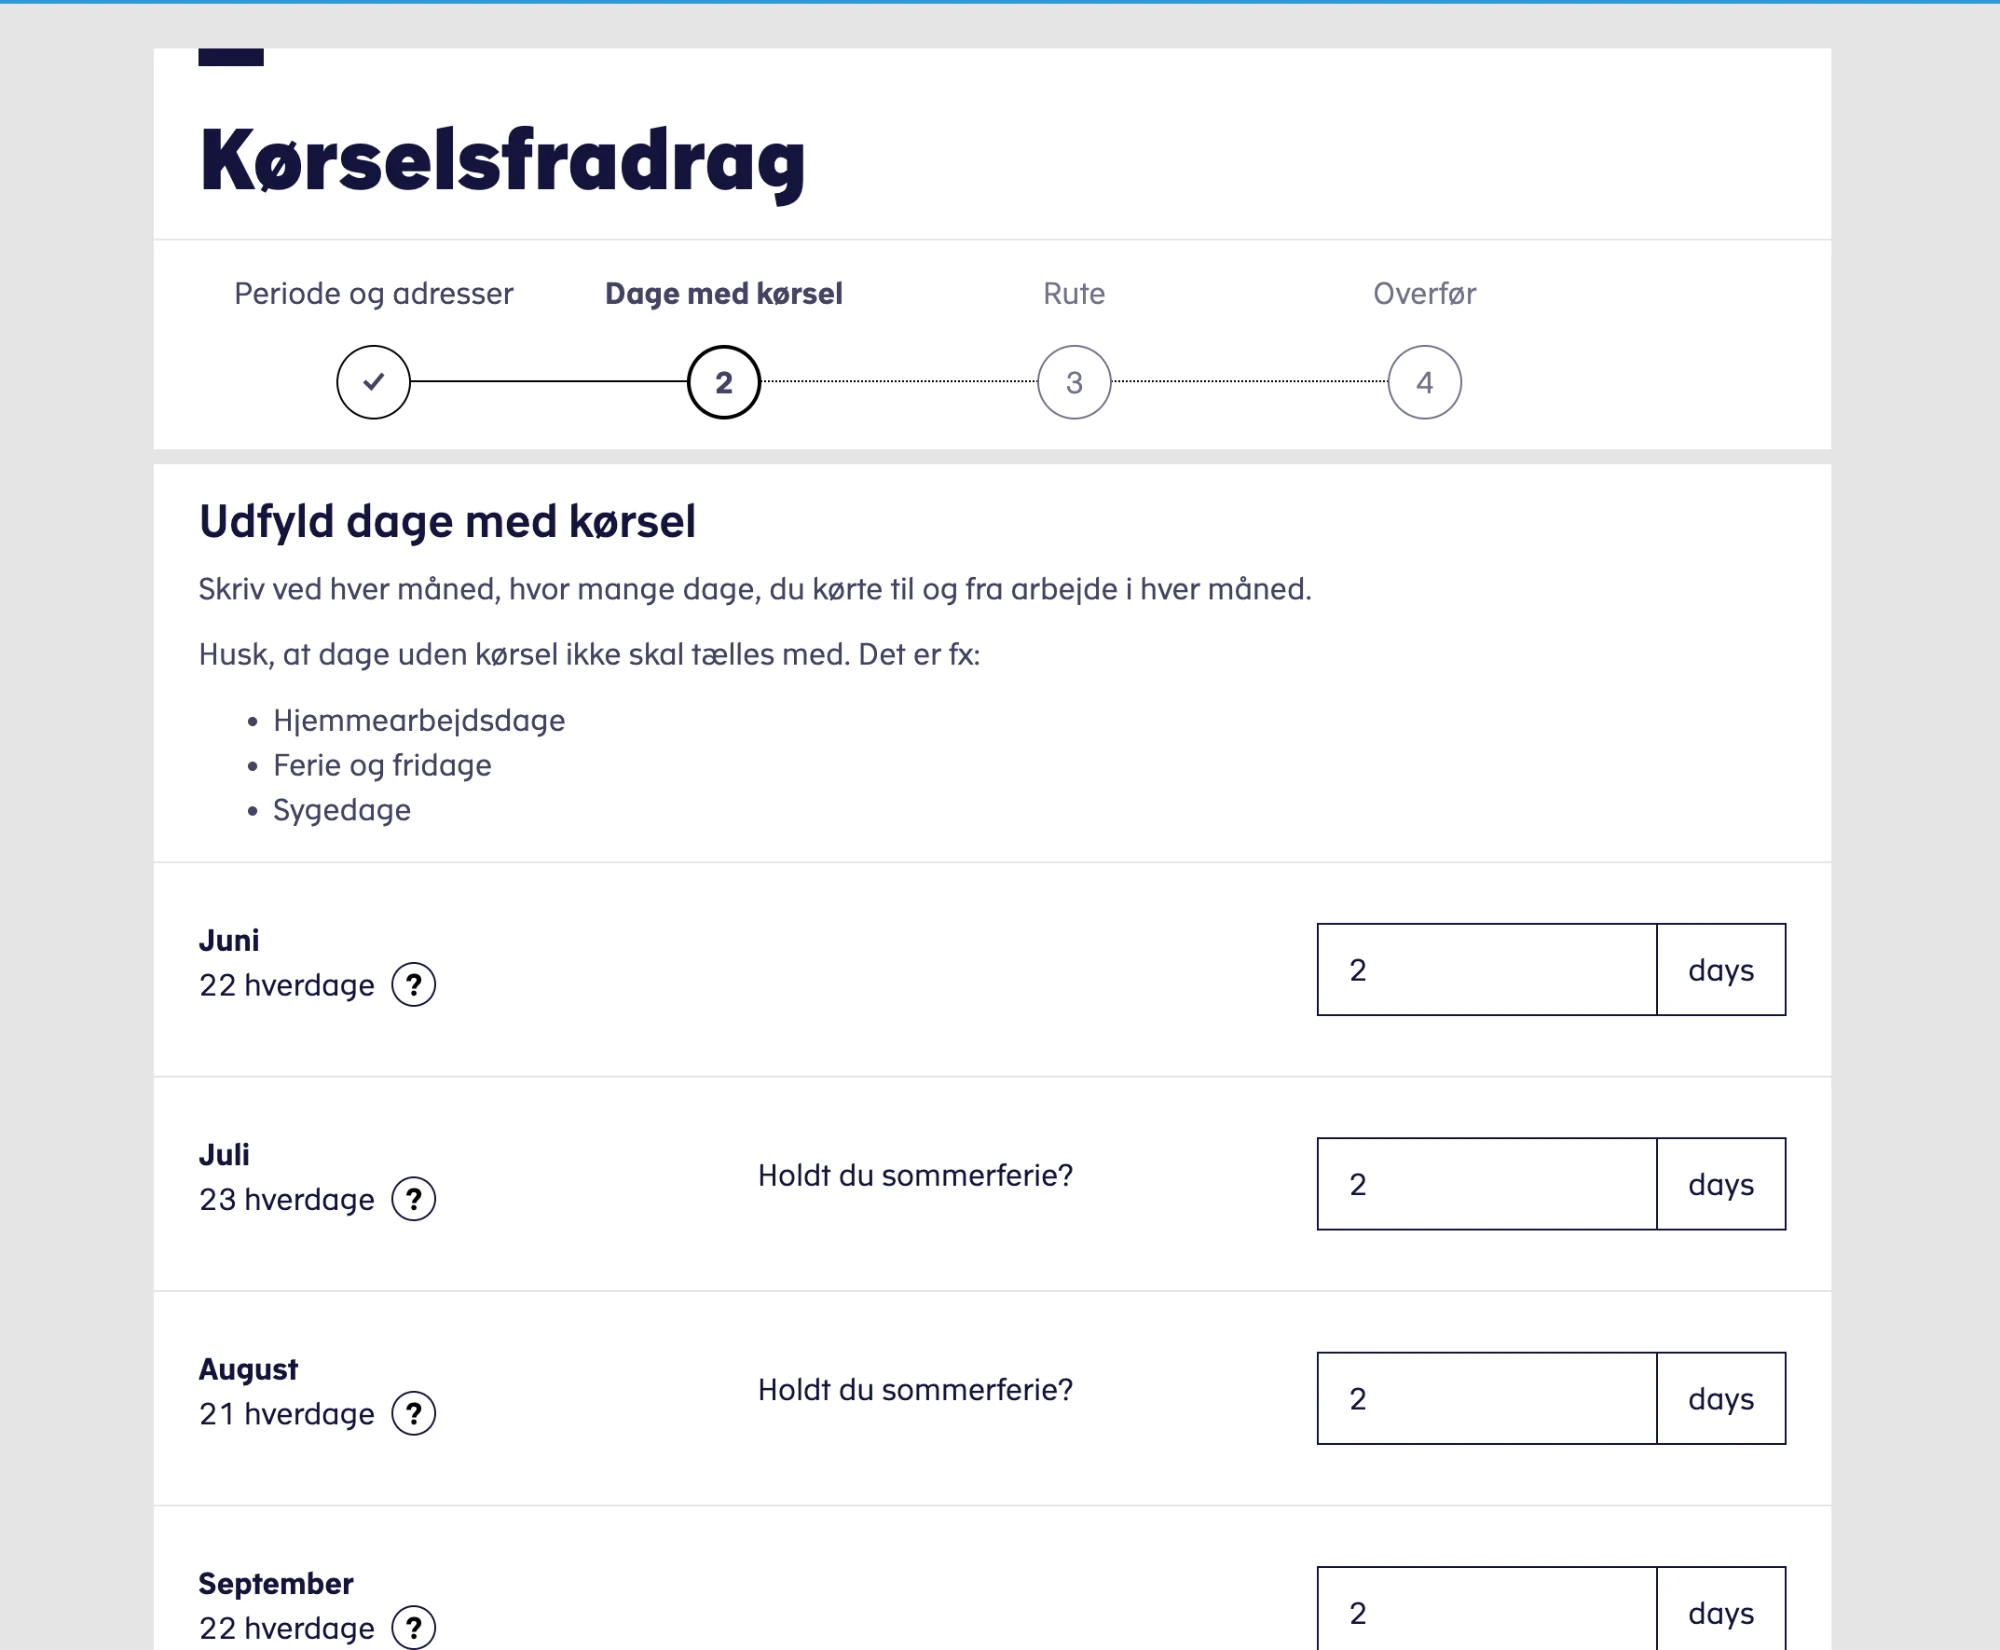 Kørselsfradrag
Periode og adresser
Dage med kørsel
Rute
Overfør
2
3
4
Udfyld dage med kørsel
Skriv ved hver måned, hvor mange dage, du kørte til og fra arbejde i hver måned.
Husk, at dage uden kørsel ikke skal tælles med. Det er fx:
• Hjemmearbejdsdage
• Ferie og fridage
• Sygedage
Juni
22 hverdage ?
2 days
Juli
23 hverdage ?
Holdt du sommerferie?
2 days
August
21 hverdage ?
Holdt du sommerferie?
2 days
September
22 hverdage ?
2 days